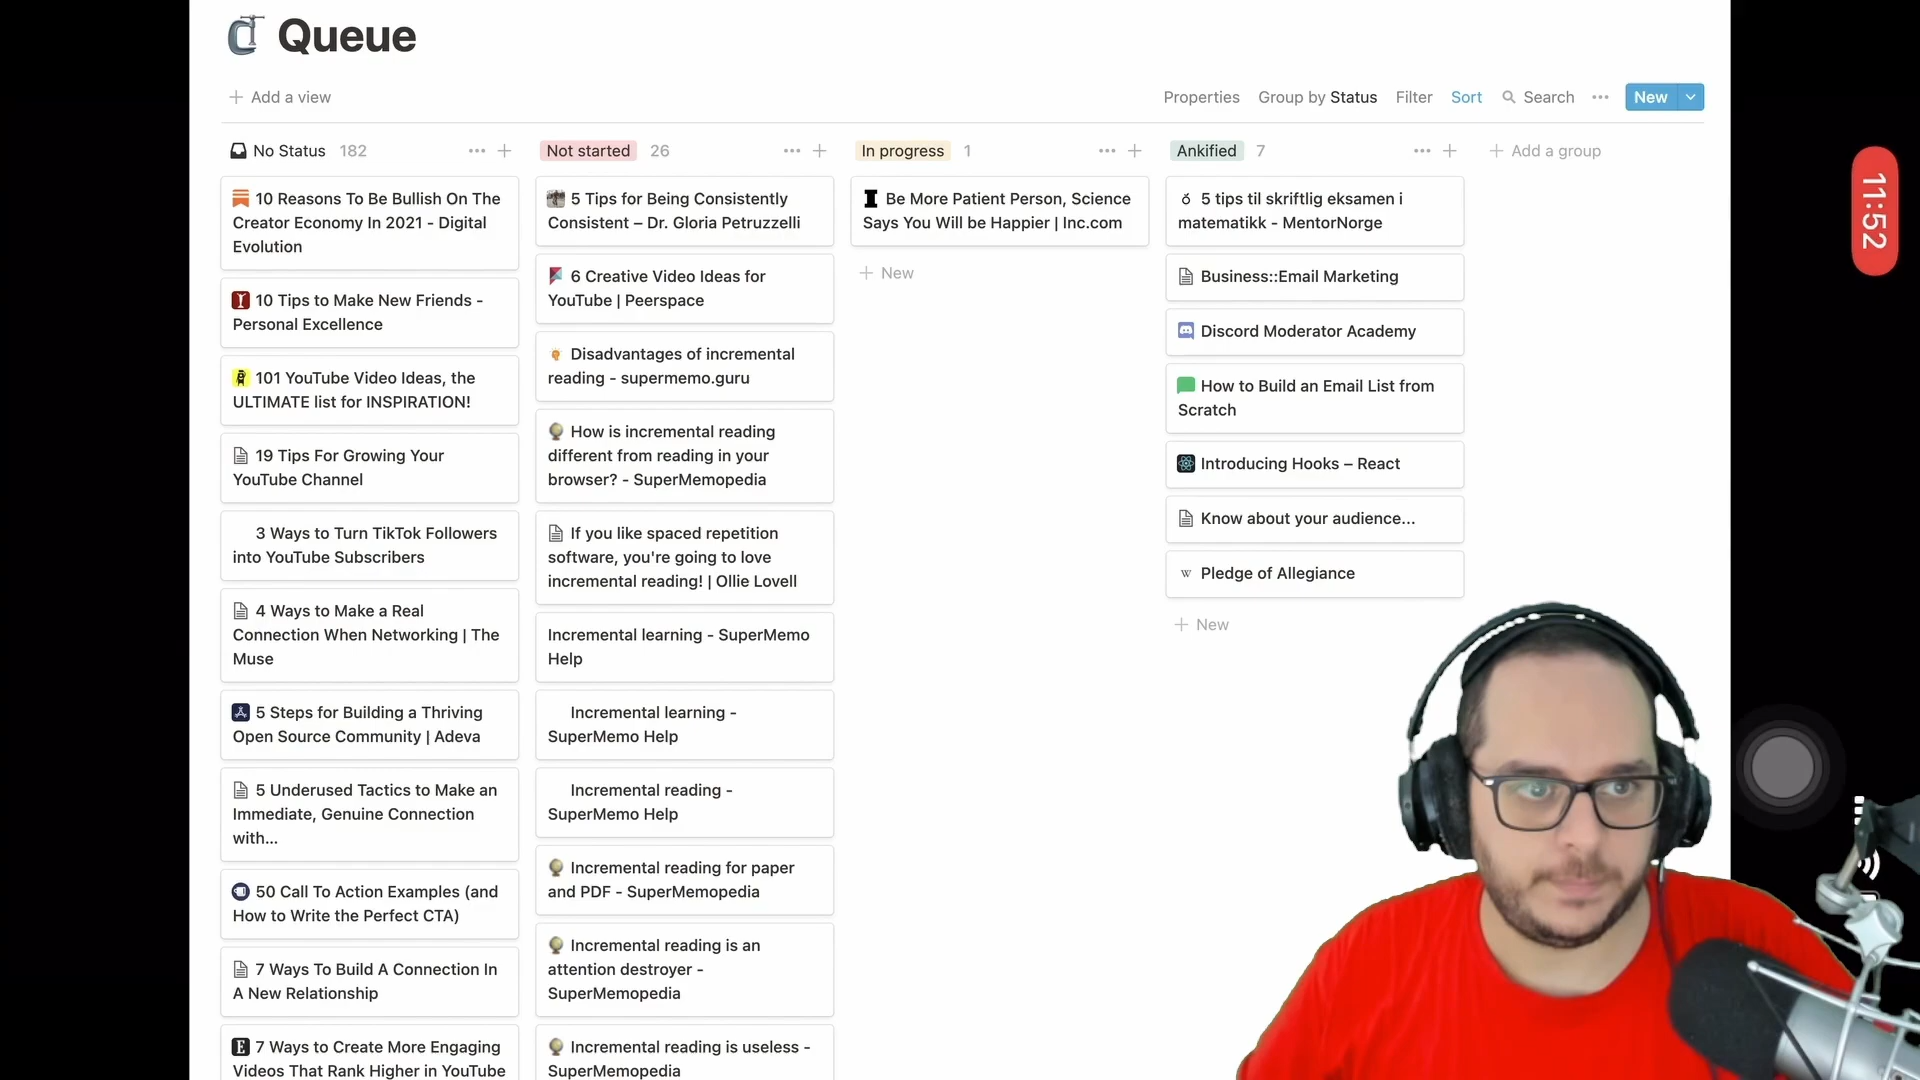 Queue
Add a view
Properties
Group by Status
Filter
Sort
Search
New
No Status 182
10 Reasons To Be Bullish On The
Creator Economy In 2021 - Digital
Evolution
10 Tips to Make New Friends -
Personal Excellence
101 YouTube Video Ideas, the
ULTIMATE list for INSPIRATION!
19 Tips For Growing Your
YouTube Channel
3 Ways to Turn TikTok Followers
into YouTube Subscribers
4 Ways to Make a Real
Connection When Networking | The
Muse
5 Steps for Building a Thriving
Open Source Community | Adeva
5 Underused Tactics to Make an
Immediate, Genuine Connection
with...
50 Call To Action Examples (and
How to Write the Perfect CTA)
7 Ways To Build A Connection In
A New Relationship
7 Ways to Create More Engaging
Videos That Rank Higher in YouTube
Not started 26
5 Tips for Being Consistently
Consistent – Dr. Gloria Petruzzelli
6 Creative Video Ideas for
YouTube | Peerspace
Disadvantages of incremental
reading - supermemo.guru
How is incremental reading
different from reading in your
browser? - SuperMemopedia
If you like spaced repetition
software, you're going to love
incremental reading! | Ollie Lovell
Incremental learning - SuperMemo
Help
Incremental learning -
SuperMemo Help
Incremental reading -
SuperMemo Help
Incremental reading for paper
and PDF - SuperMemopedia
Incremental reading is an
attention destroyer -
SuperMemopedia
Incremental reading is useless -
SuperMemopedia
In progress 1
Be More Patient Person, Science
Says You Will be Happier | Inc.com
New
Ankified 7
5 tips til skriftlig eksamen i
matematikk - MentorNorge
Business::Email Marketing
Discord Moderator Academy
How to Build an Email List from
Scratch
Introducing Hooks – React
Know about your audience...
W Pledge of Allegiance
New
Add a group
11:52